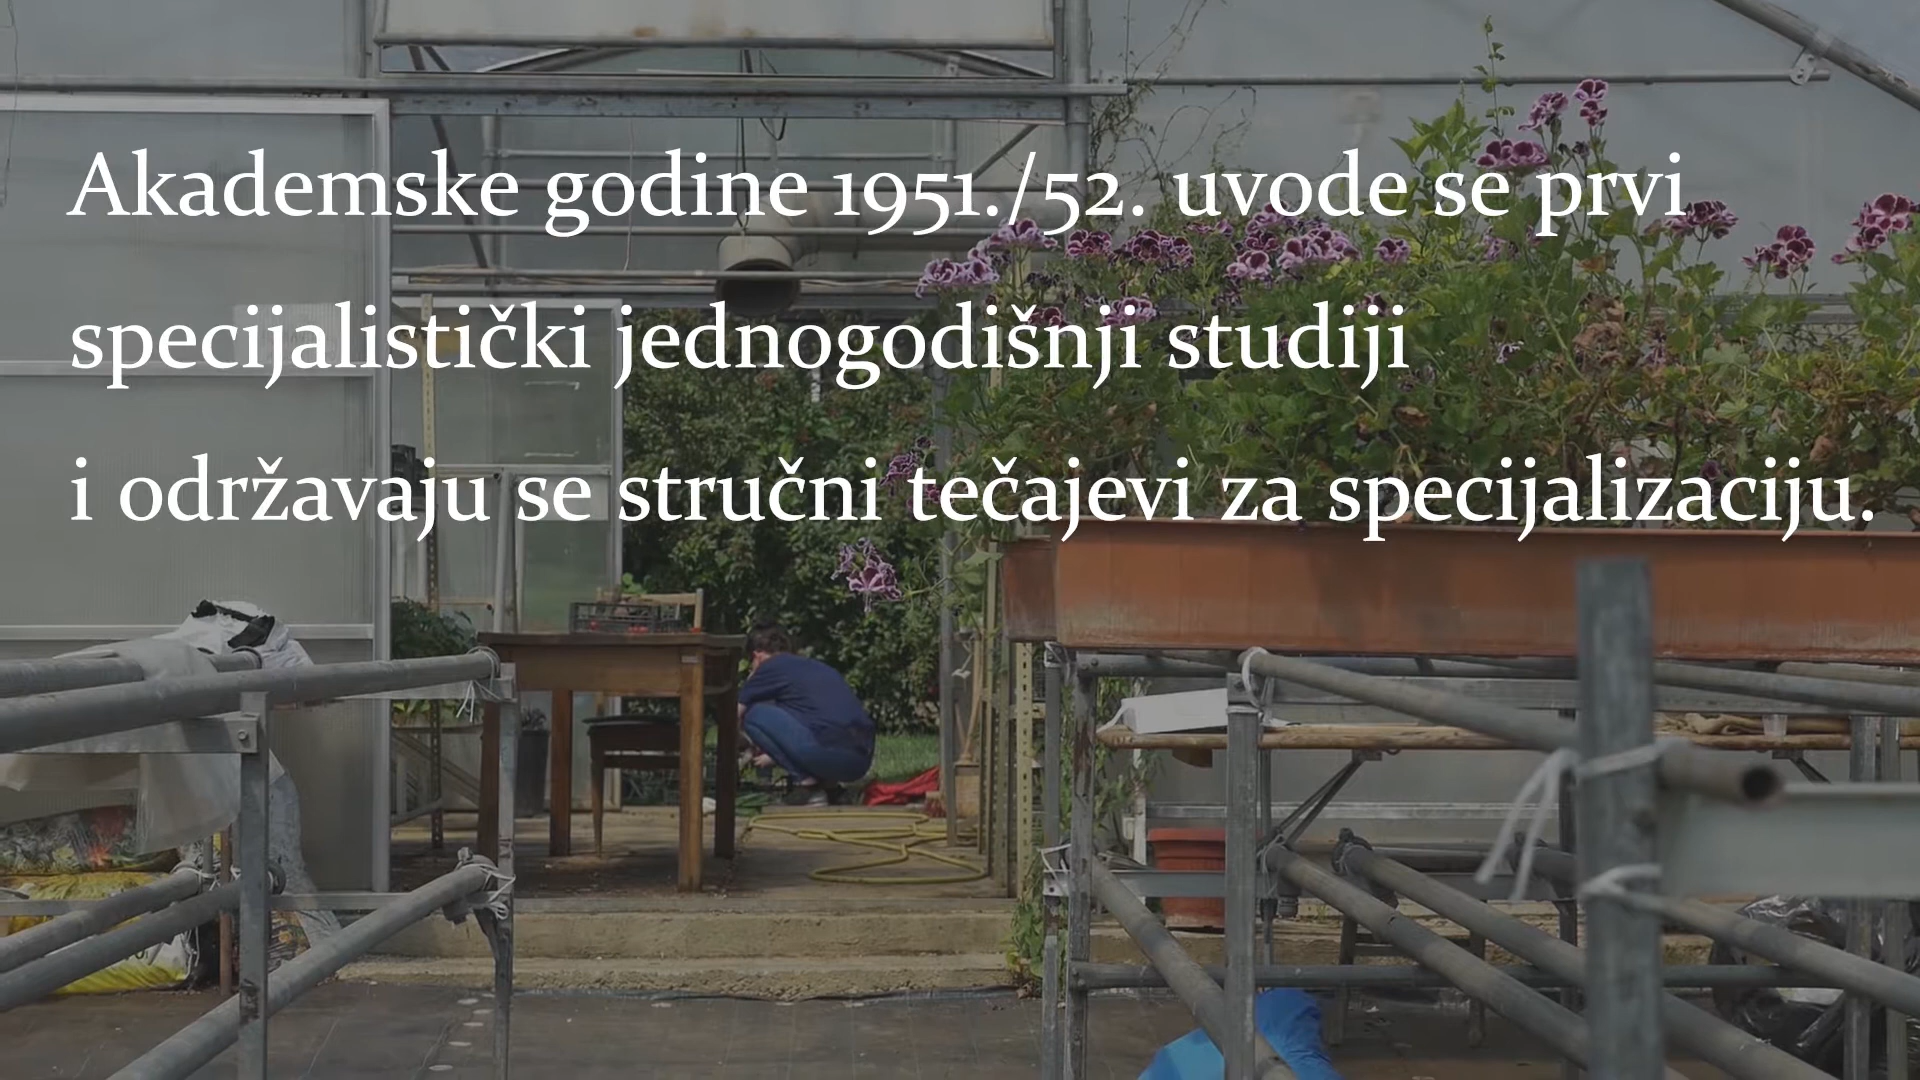 Akademske godine 1951./52. uvode se prvi
specijalistički jednogodišnji studiji
i održavaju se stručni tečajevi za specijalizaciju.